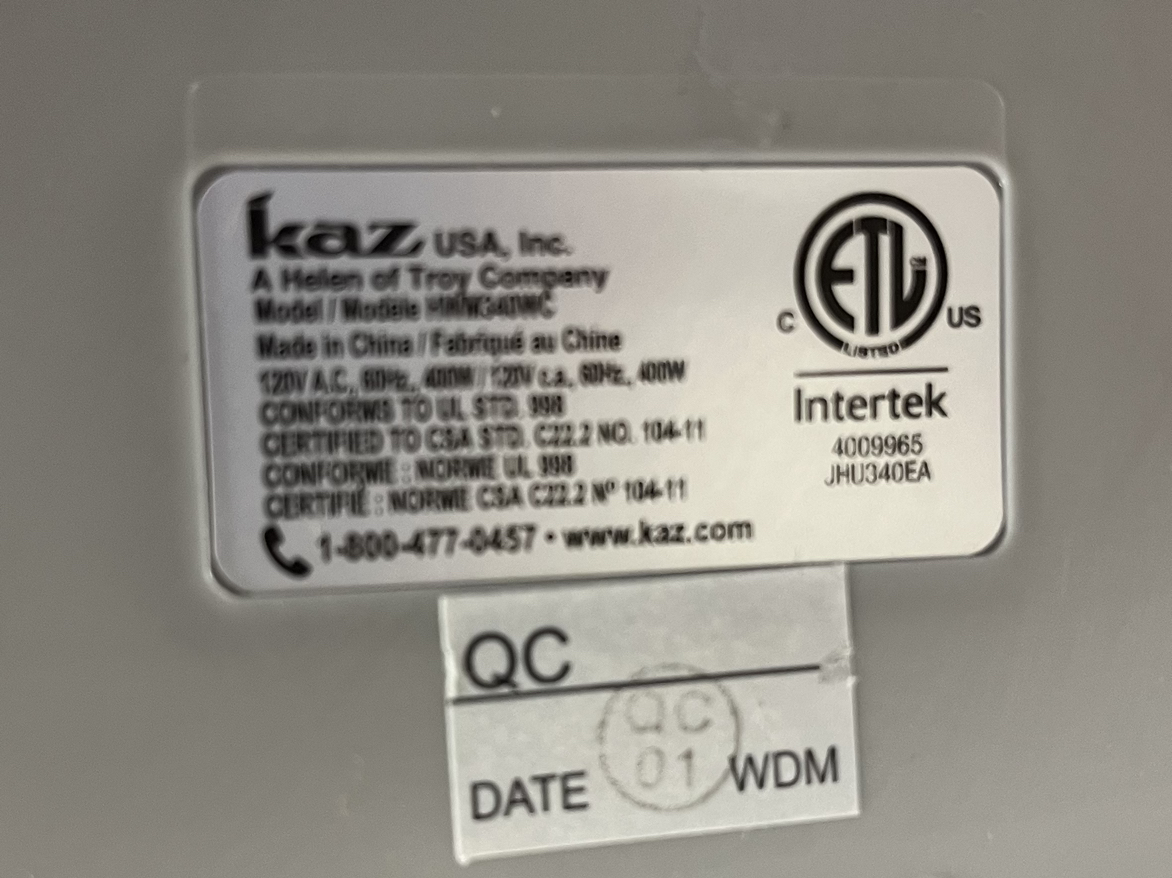 kaz USA, Inc.
A Helen of Troy Company
Model / Modèle
Made in China / Fabriqué au Chine
120V A.C., 60Hz, 400W / 120V c.a., 60Hz, 400W
CONFORMS TO UL STD. 998
CERTIFIED TO CSA STD. C22.2 NO. 104-11
CONFORME : NORME UL 998
CERTIFIÉ : NORME CSA C22.2 Nº 104-11
1-800-477-0457 • www.kaz.com
ETL CM
LISTED
C US
Intertek
4009965
JHU340EA
QC
QC
01
DATE WDM